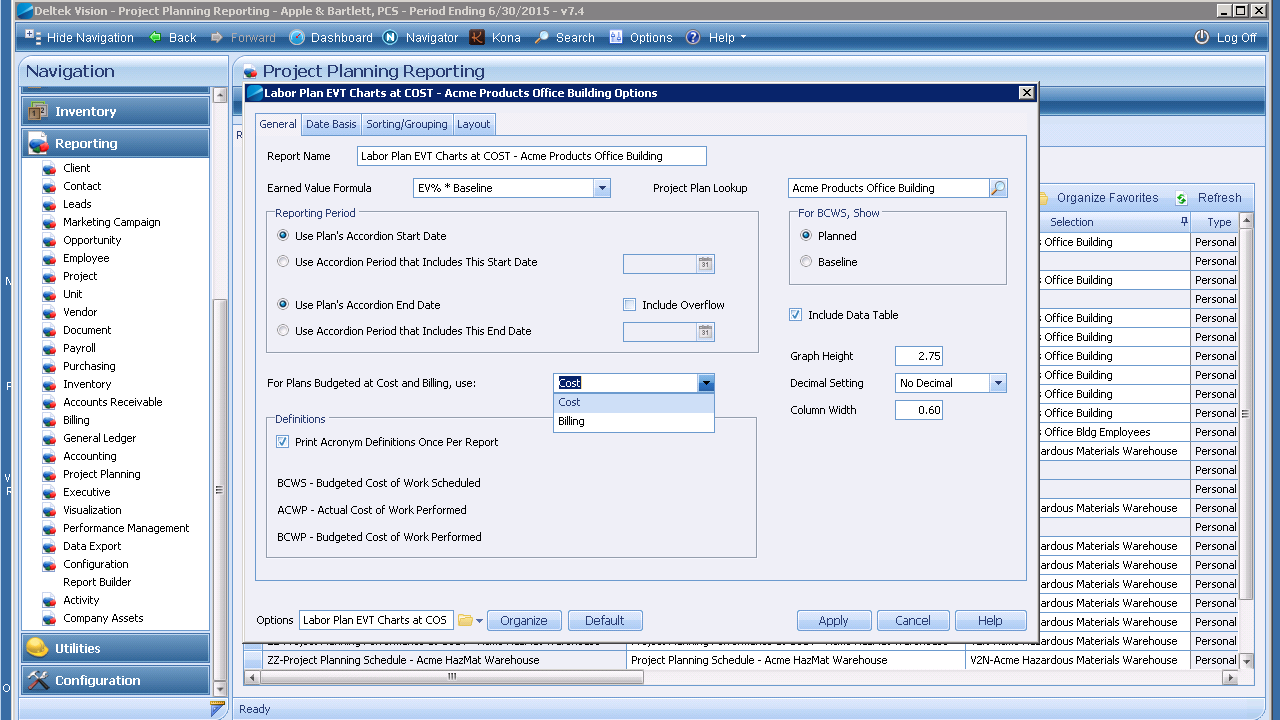 Deltek Vision - Project Planning Reporting - Apple & Bartlett, PCS - Period Ending 6/30/2015 - v7.4
Hide Navigation Back Forward Dashboard Navigator Kona Search Options Help Log Off
Navigation
Inventory
Reporting
Client
Contact
Leads
Marketing Campaign
Opportunity
Employee
Project
Unit
Vendor
Document
Payroll
Purchasing
Inventory
Accounts Receivable
Billing
General Ledger
Accounting
Project Planning
Executive
Visualization
Performance Management
Data Export
Configuration
Report Builder
Activity
Company Assets
Utilities
Configuration
Project Planning Reporting
Labor Plan EVT Charts at COST - Acme Products Office Building Options
General Date Basis Sorting/Grouping Layout
Report Name Labor Plan EVT Charts at COST - Acme Products Office Building
Earned Value Formula EV% * Baseline Project Plan Lookup Acme Products Office Building
Reporting Period
Use Plan's Accordion Start Date
Use Accordion Period that Includes This Start Date 31
Use Plan's Accordion End Date Include Overflow
Use Accordion Period that Includes This End Date 31
For BCWS, Show
Planned
Baseline
Include Data Table
Graph Height 2.75
Decimal Setting No Decimal
Column Width 0.60
For Plans Budgeted at Cost and Billing, use: Cost
Cost
Billing
Definitions
Print Acronym Definitions Once Per Report
BCWS - Budgeted Cost of Work Scheduled
ACWP - Actual Cost of Work Performed
BCWP - Budgeted Cost of Work Performed
Options Labor Plan EVT Charts at COS Organize Default Apply Cancel Help
Organize Favorites Refresh
Selection Type
s Office Building Personal
Personal
s Office Building Personal
Personal
s Office Building Personal
s Office Building Personal
s Office Building Personal
s Office Building Personal
s Office Building Personal
s Office Building Personal
s Office Bldg Employees Personal
ardous Materials Warehouse Personal
Personal
Personal
ardous Materials Warehouse Personal
Personal
ardous Materials Warehouse Personal
ardous Materials Warehouse Personal
ardous Materials Warehouse Personal
ardous Materials Warehouse Personal
ardous Materials Warehouse Personal
ardous Materials Warehouse Personal
ZZ-Project Planning Schedule - Acme HazMat Warehouse Project Planning Schedule - Acme HazMat Warehouse V2N-Acme Hazardous Materials Warehouse Personal
Ready